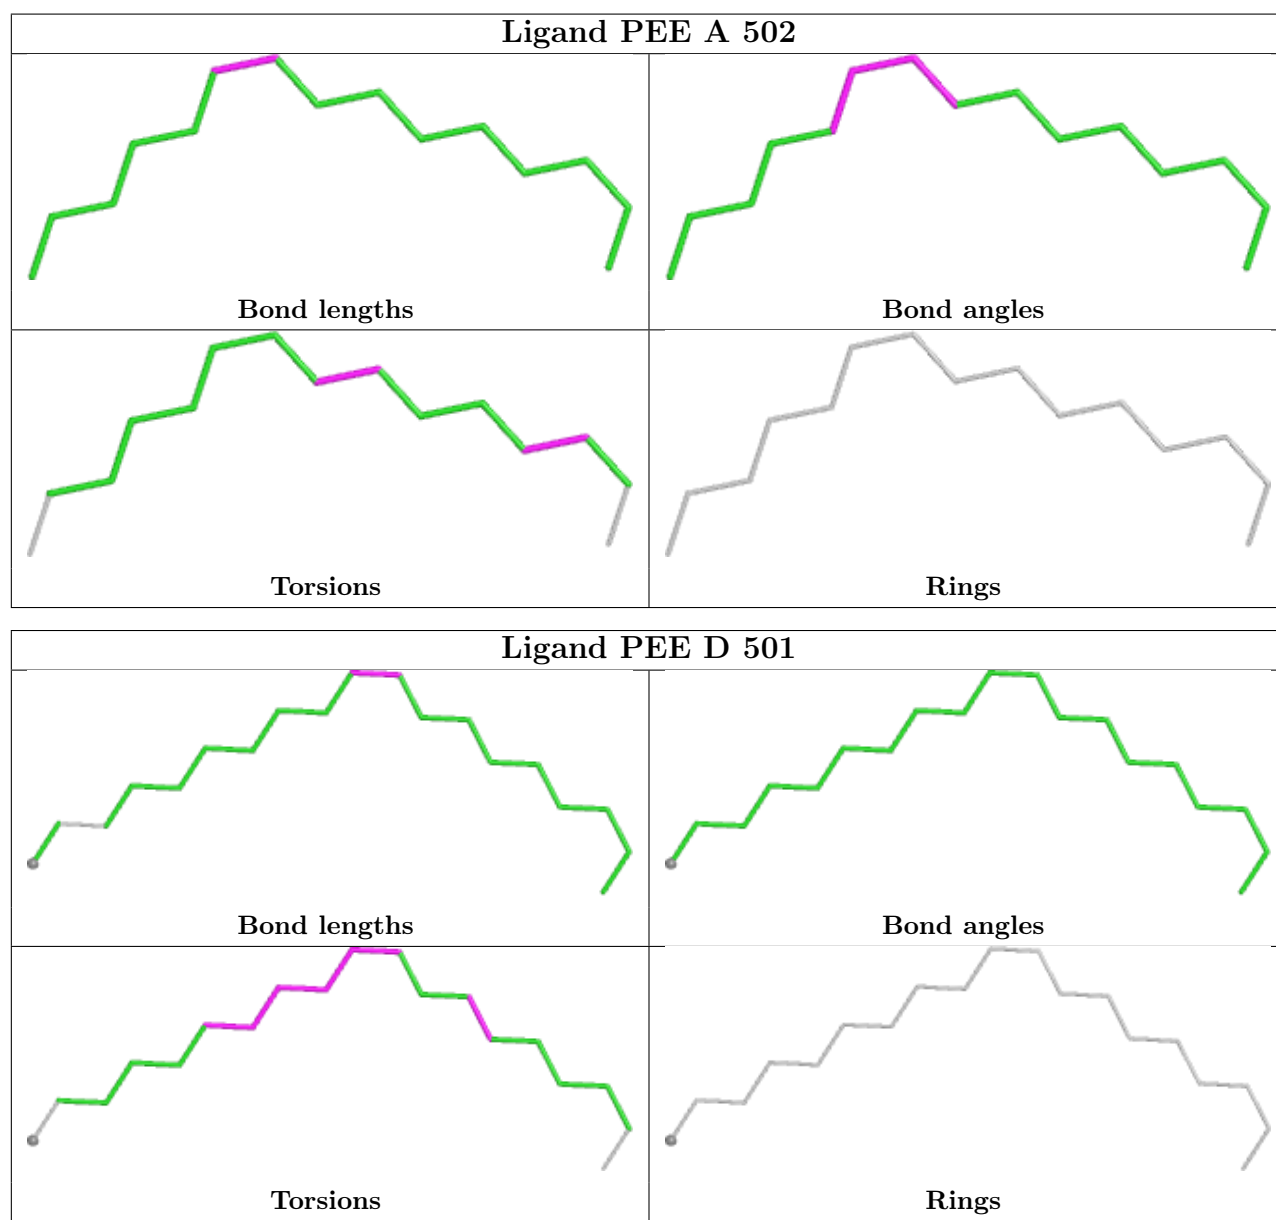 Ligand PEE A 502
Bond lengths
Bond angles
Torsions
Rings
Ligand PEE D 501
Bond lengths
Bond angles
Torsions
Rings